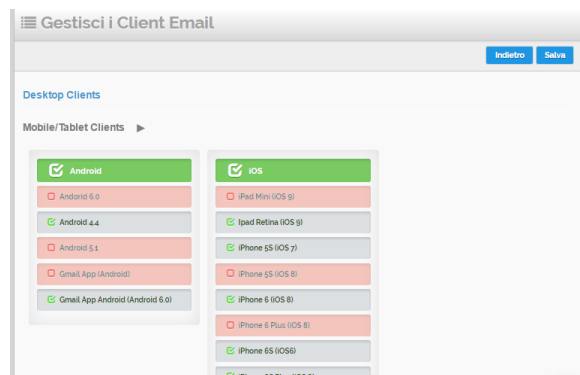 Gestisci i Client Email
Indietro Salva
Desktop Clients
Mobile/Tablet Clients
Android
Andorid 6.0
Android 4.4
Android 5.1
Gmail App (Android)
Gmail App Android (Android 6.0)
iOS
iPad Mini (iOS 9)
Ipad Retina (iOS 9)
iPhone 5S (iOS 7)
iPhone 5S (iOS 8)
iPhone 6 (iOS 8)
iPhone 6 Plus (iOS 8)
iPhone 6S (iOS6)